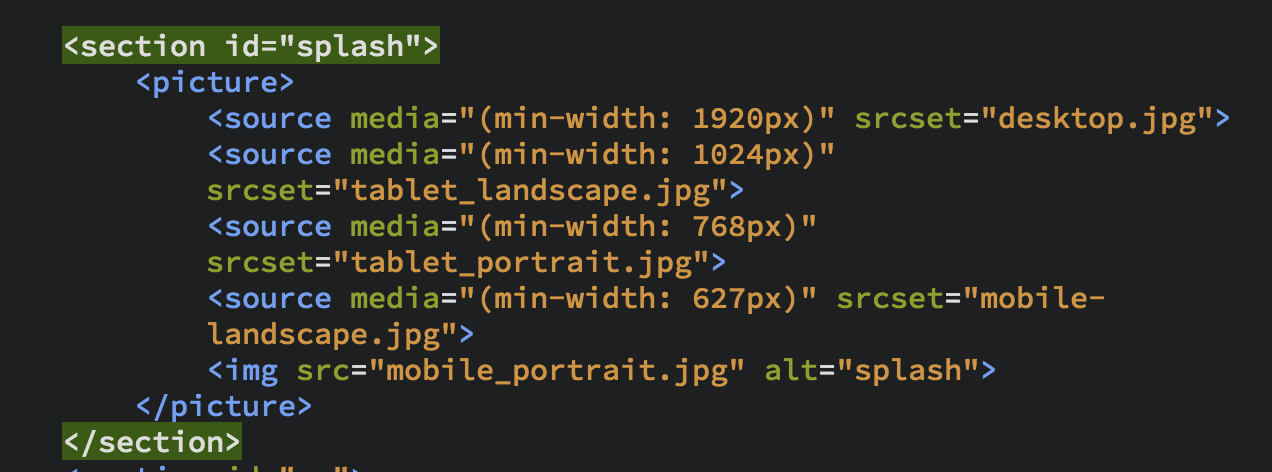 <section id="splash">
<picture>
<source media="(min-width: 1920px)" srcset="desktop.jpg">
<source media="(min-width: 1024px)"
srcset="tablet_landscape.jpg">
<source media="(min-width: 768px)"
srcset="tablet_portrait.jpg">
<source media="(min-width: 627px)" srcset="mobile-
landscape.jpg">
<img src="mobile_portrait.jpg" alt="splash">
</picture>
</section>